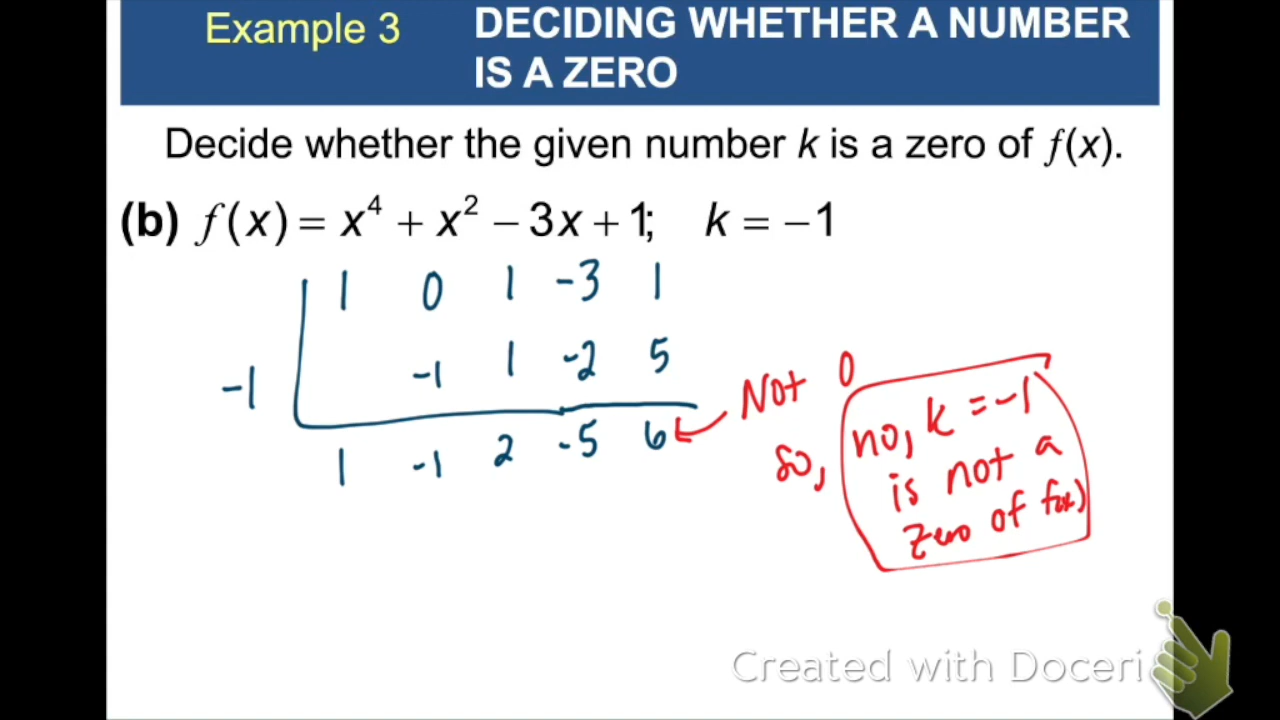 Example 3
DECIDING WHETHER A NUMBER
IS A ZERO
Decide whether the given number k is a zero of f(x).
(b) f(x) = x⁴ + x² − 3x + 1; k = −1
1 0 1 -3 1
-1 -1 1 -2 5
1 -1 2 -5 6
Not 0
so, no, k = -1
is not a
zero of f(x)
Created with Doceri